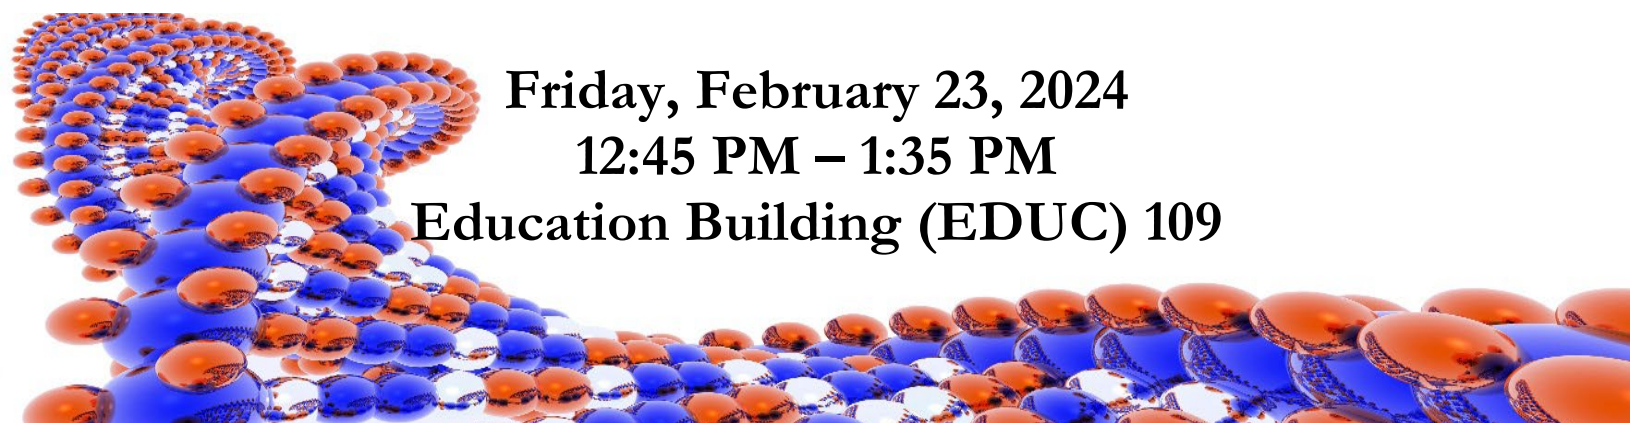 Friday, February 23, 2024
12:45 PM – 1:35 PM
Education Building (EDUC) 109